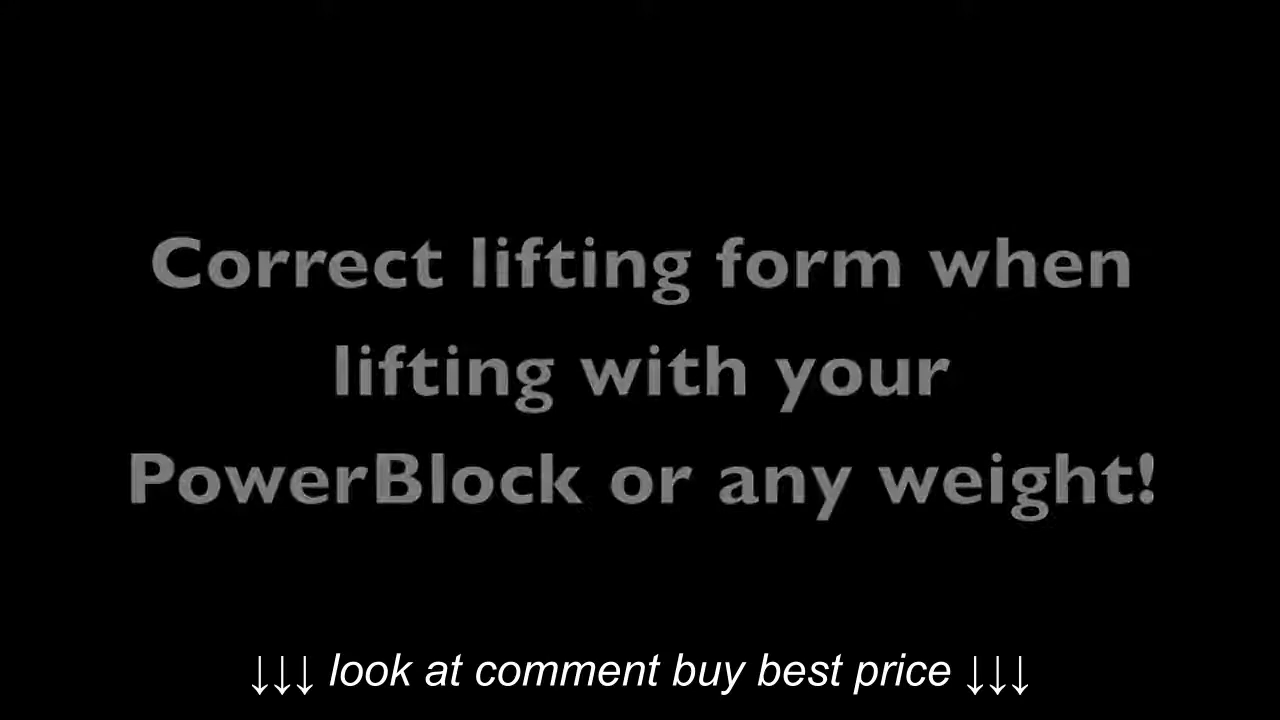 Correct lifting form when
lifting with your
PowerBlock or any weight!
↓↓↓ look at comment buy best price ↓↓↓